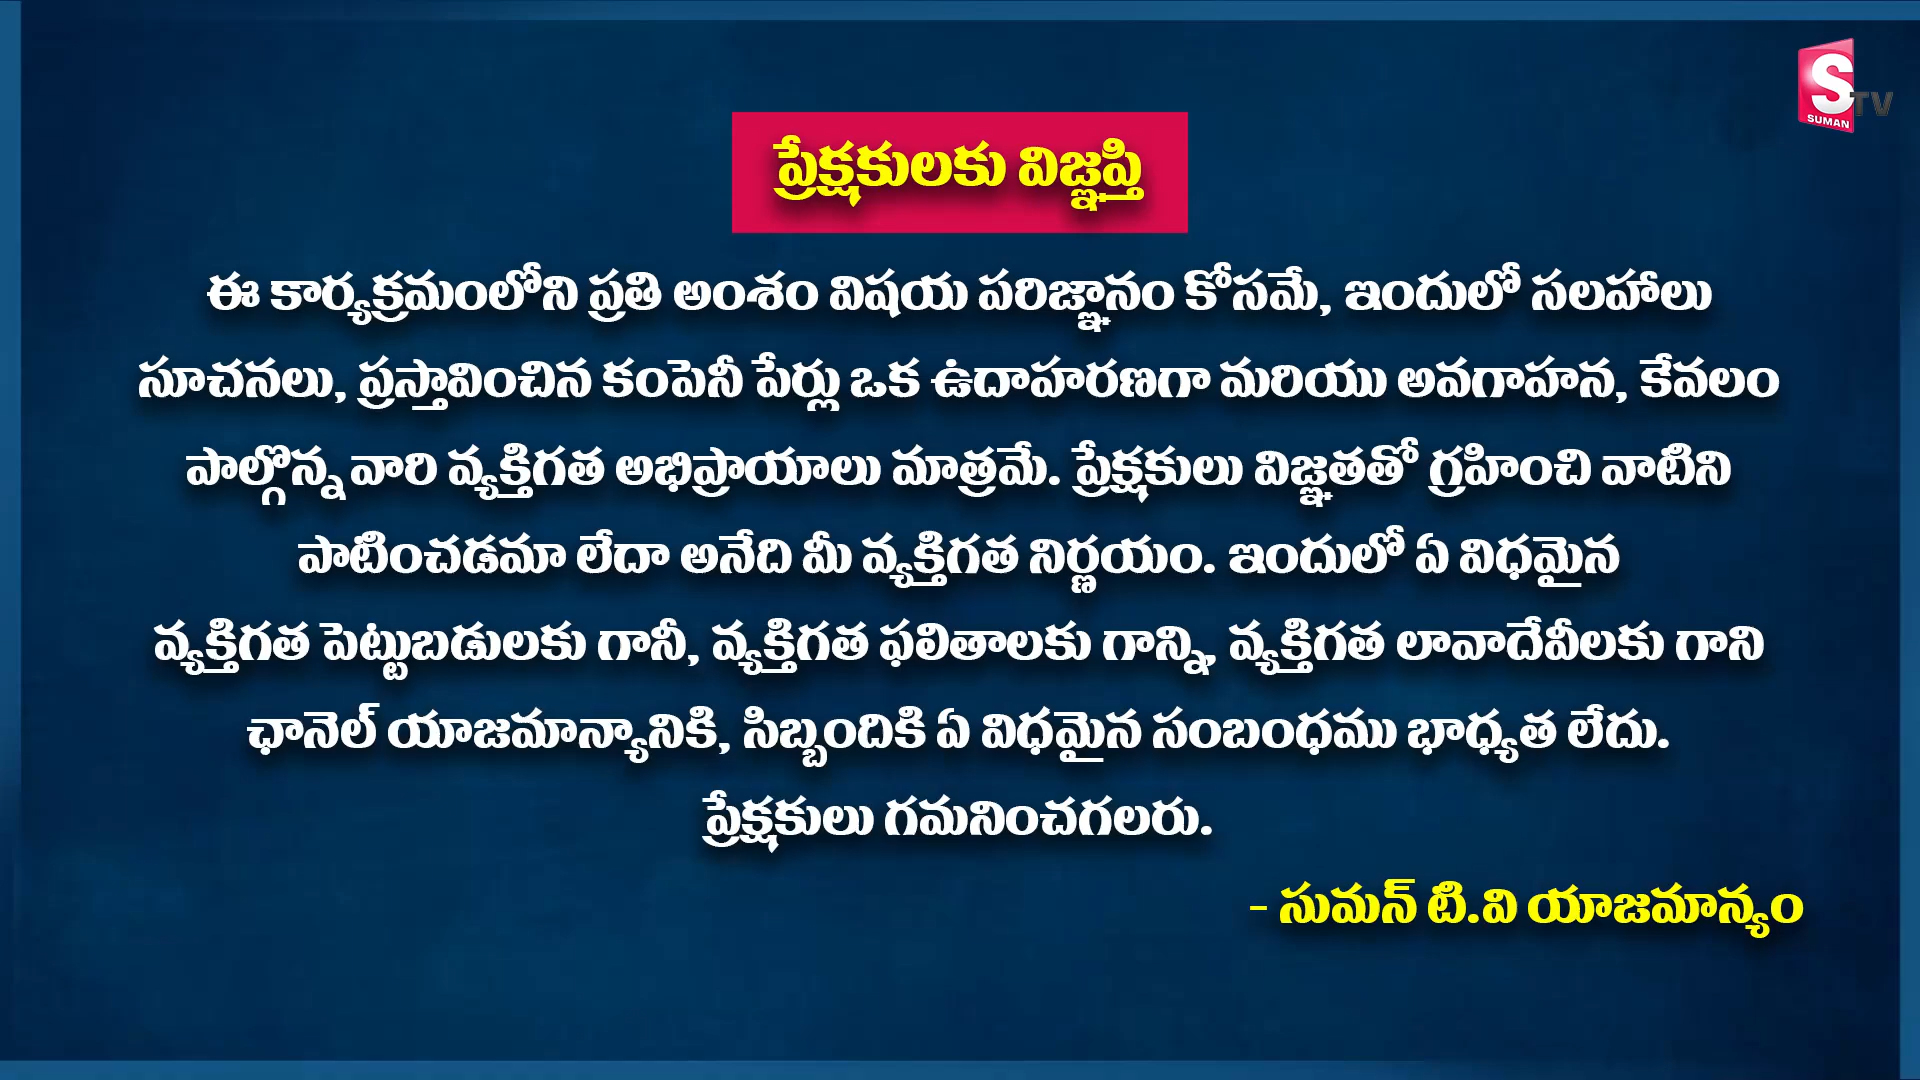 S
SUMAN
TV
ప్రేక్షకులకు విజ్ఞప్తి
ఈ కార్యక్రమంలోని ప్రతి అంశం విషయ పరిజ్ఞానం కోసమే, ఇందులో సలహాలు
సూచనలు, ప్రస్తావించిన కంపెనీ పేర్లు ఒక ఉదాహరణగా మరియు అవగాహన, కేవలం
పాల్గొన్న వారి వ్యక్తిగత అభిప్రాయాలు మాత్రమే. ప్రేక్షకులు విజ్ఞతతో గ్రహించి వాటిని
పాటించడమా లేదా అనేది మీ వ్యక్తిగత నిర్ణయం. ఇందులో ఏ విధమైన
వ్యక్తిగత పెట్టుబడులకు గానీ, వ్యక్తిగత ఫలితాలకు గాన్ని, వ్యక్తిగత లావాదేవీలకు గాని
ఛానెల్ యాజమాన్యానికి, సిబ్బందికి ఏ విధమైన సంబంధము భాధ్యత లేదు.
ప్రేక్షకులు గమనించగలరు.
- సుమన్ టి.వి యాజమాన్యం